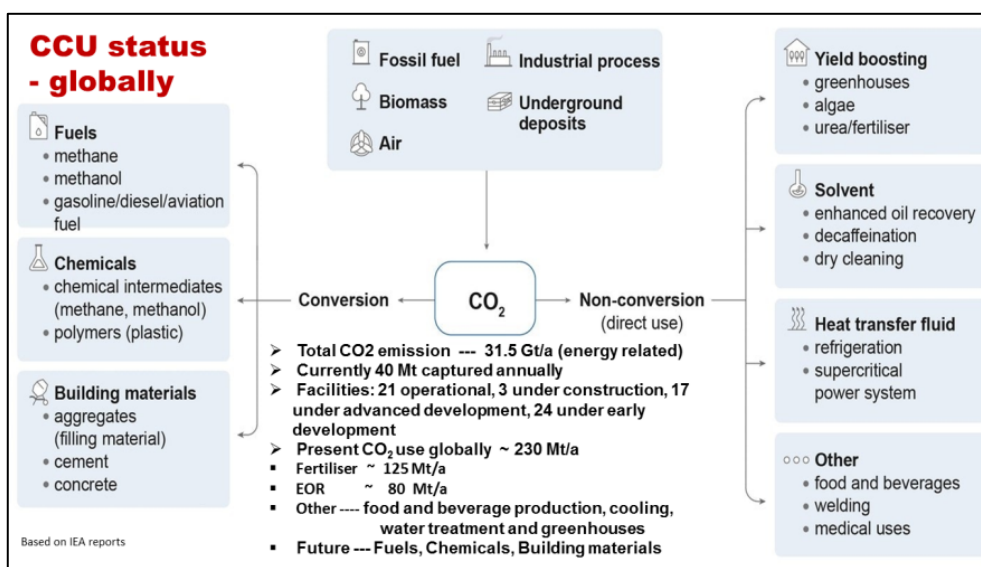 CCU status
- globally
Fuels
• methane
• methanol
• gasoline/diesel/aviation
fuel
Chemicals
• chemical intermediates
(methane, methanol)
• polymers (plastic)
Building materials
• aggregates
(filling material)
• cement
• concrete
Fossil fuel
Industrial process
Biomass
Underground
deposits
Air
Conversion
CO₂
Non-conversion
(direct use)
➢ Total CO2 emission --- 31.5 Gt/a (energy related)
➢ Currently 40 Mt captured annually
➢ Facilities: 21 operational, 3 under construction, 17
under advanced development, 24 under early
development
➢ Present CO₂ use globally ~ 230 Mt/a
▪ Fertiliser ~ 125 Mt/a
▪ EOR ~ 80 Mt/a
▪ Other ---- food and beverage production, cooling,
water treatment and greenhouses
▪ Future --- Fuels, Chemicals, Building materials
Yield boosting
• greenhouses
• algae
• urea/fertiliser
Solvent
• enhanced oil recovery
• decaffeination
• dry cleaning
Heat transfer fluid
• refrigeration
• supercritical
power system
Other
• food and beverages
• welding
• medical uses
Based on IEA reports